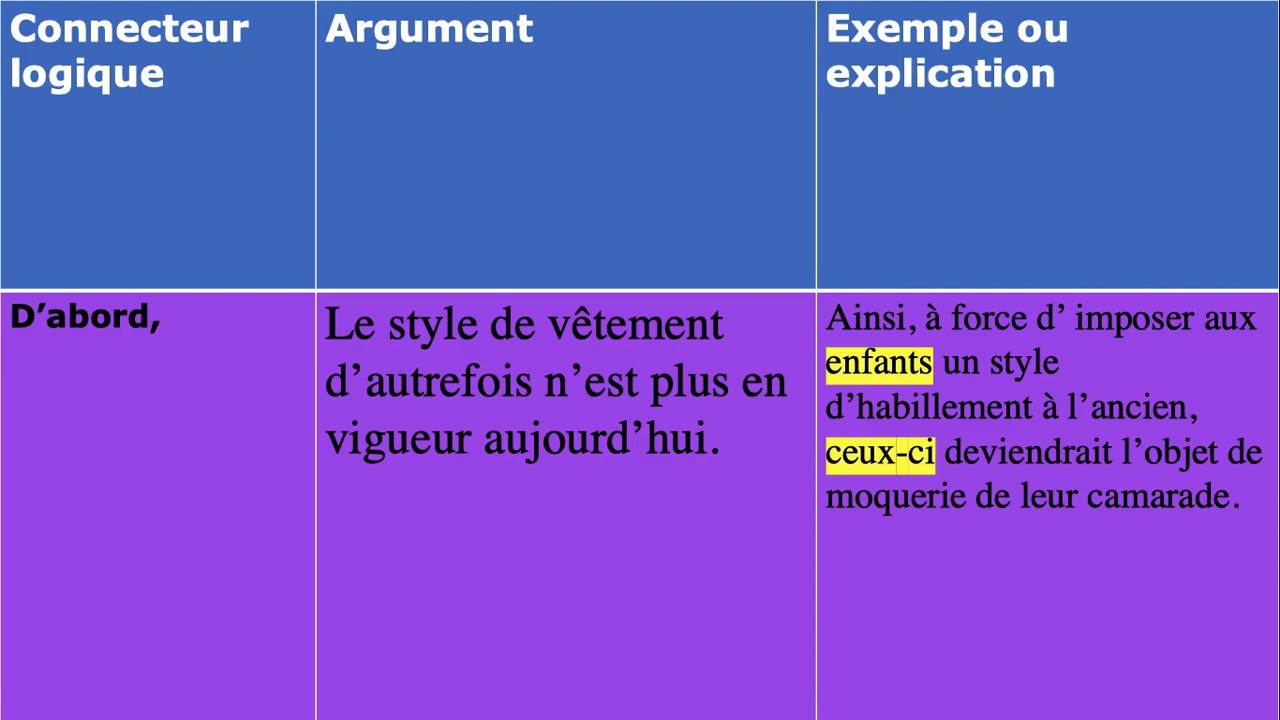 Connecteur
logique
Argument
Exemple ou
explication
D’abord,
Le style de vêtement
d’autrefois n’est plus en
vigueur aujourd’hui.
Ainsi, à force d’ imposer aux
enfants un style
d’habillement à l’ancien,
ceux-ci deviendrait l’objet de
moquerie de leur camarade.